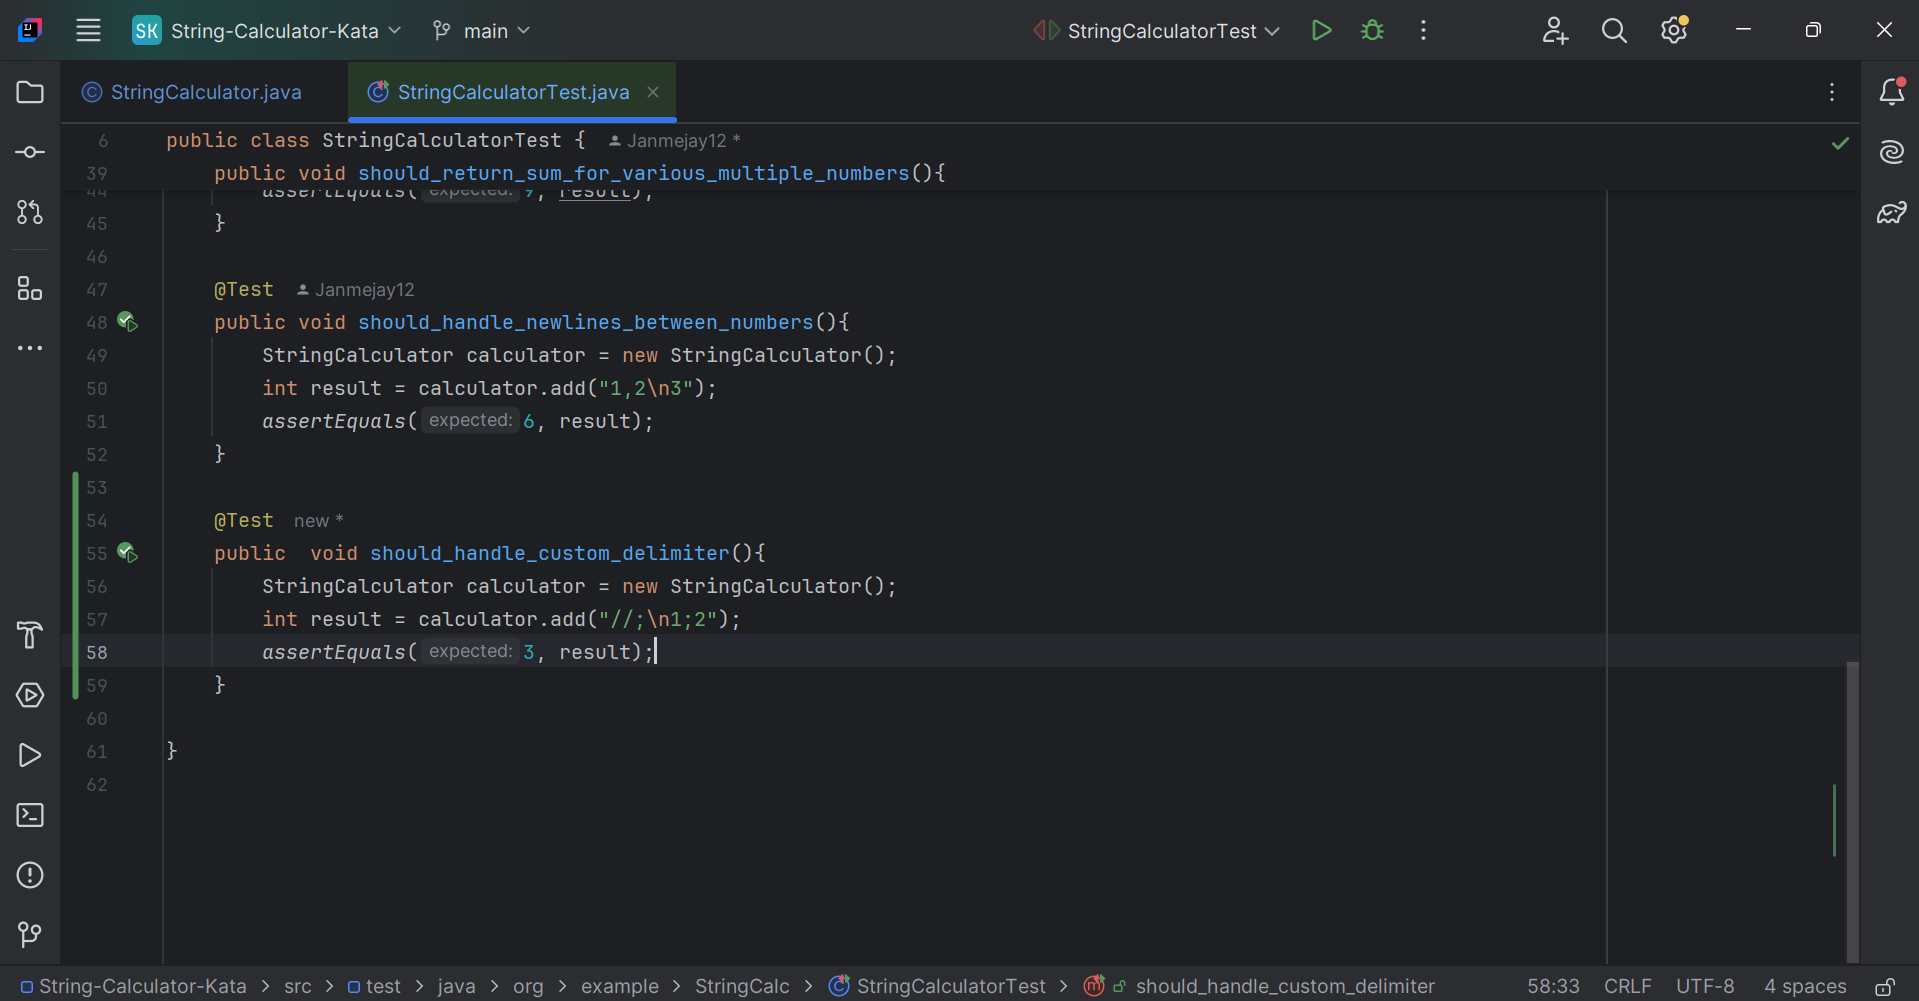 SK String-Calculator-Kata main StringCalculatorTest
StringCalculator.java StringCalculatorTest.java
6 public class StringCalculatorTest { Janmejay12 *
39 public void should_return_sum_for_various_multiple_numbers(){
44 assertEquals( expected: 9, result);
45 }
46
47 @Test Janmejay12
48 public void should_handle_newlines_between_numbers(){
49 StringCalculator calculator = new StringCalculator();
50 int result = calculator.add("1,2\n3");
51 assertEquals( expected: 6, result);
52 }
53
54 @Test new *
55 public  void should_handle_custom_delimiter(){
56 StringCalculator calculator = new StringCalculator();
57 int result = calculator.add("//;\n1;2");
58 assertEquals( expected: 3, result);
59 }
60
61 }
62
String-Calculator-Kata > src > test > java > org > example > StringCalc > StringCalculatorTest > should_handle_custom_delimiter 58:33 CRLF UTF-8 4 spaces